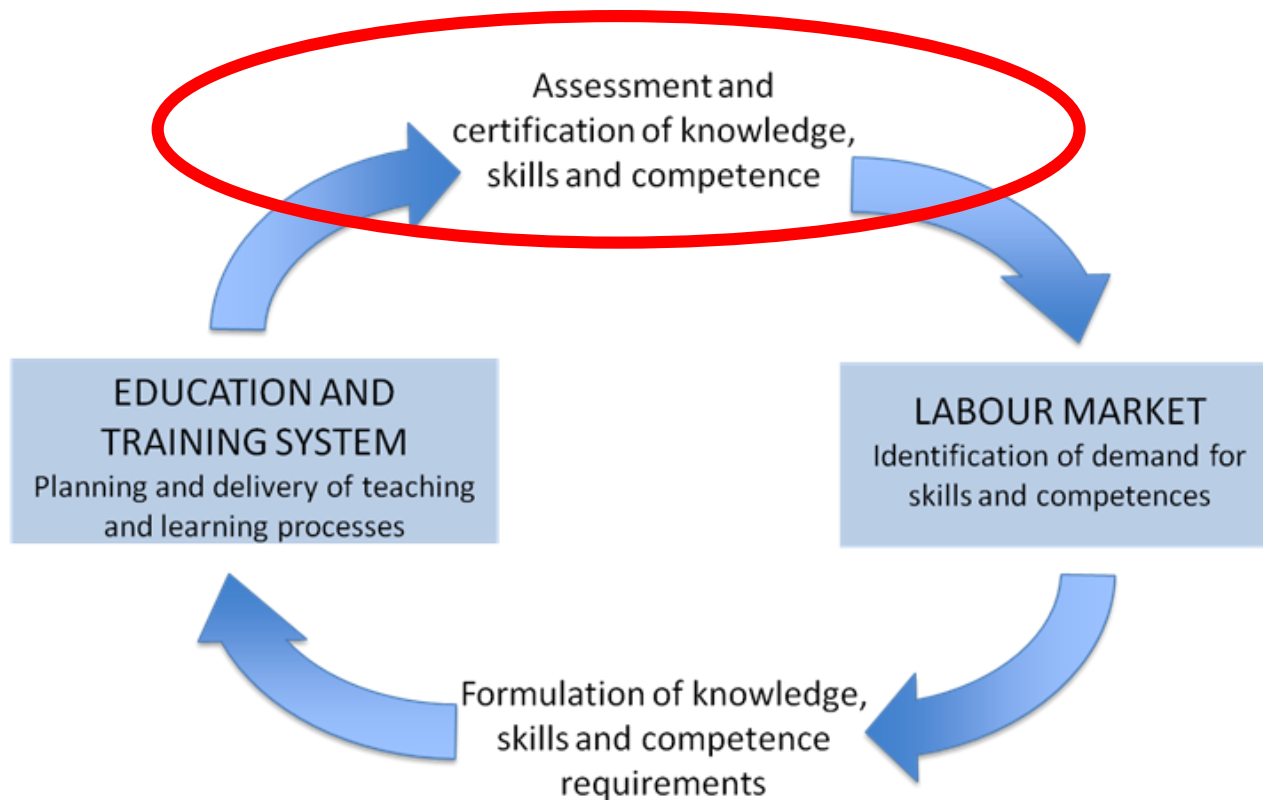 Assessment and
certification of knowledge,
skills and competence
EDUCATION AND
TRAINING SYSTEM
Planning and delivery of teaching
and learning processes
LABOUR MARKET
Identification of demand for
skills and competences
Formulation of knowledge,
skills and competence
requirements